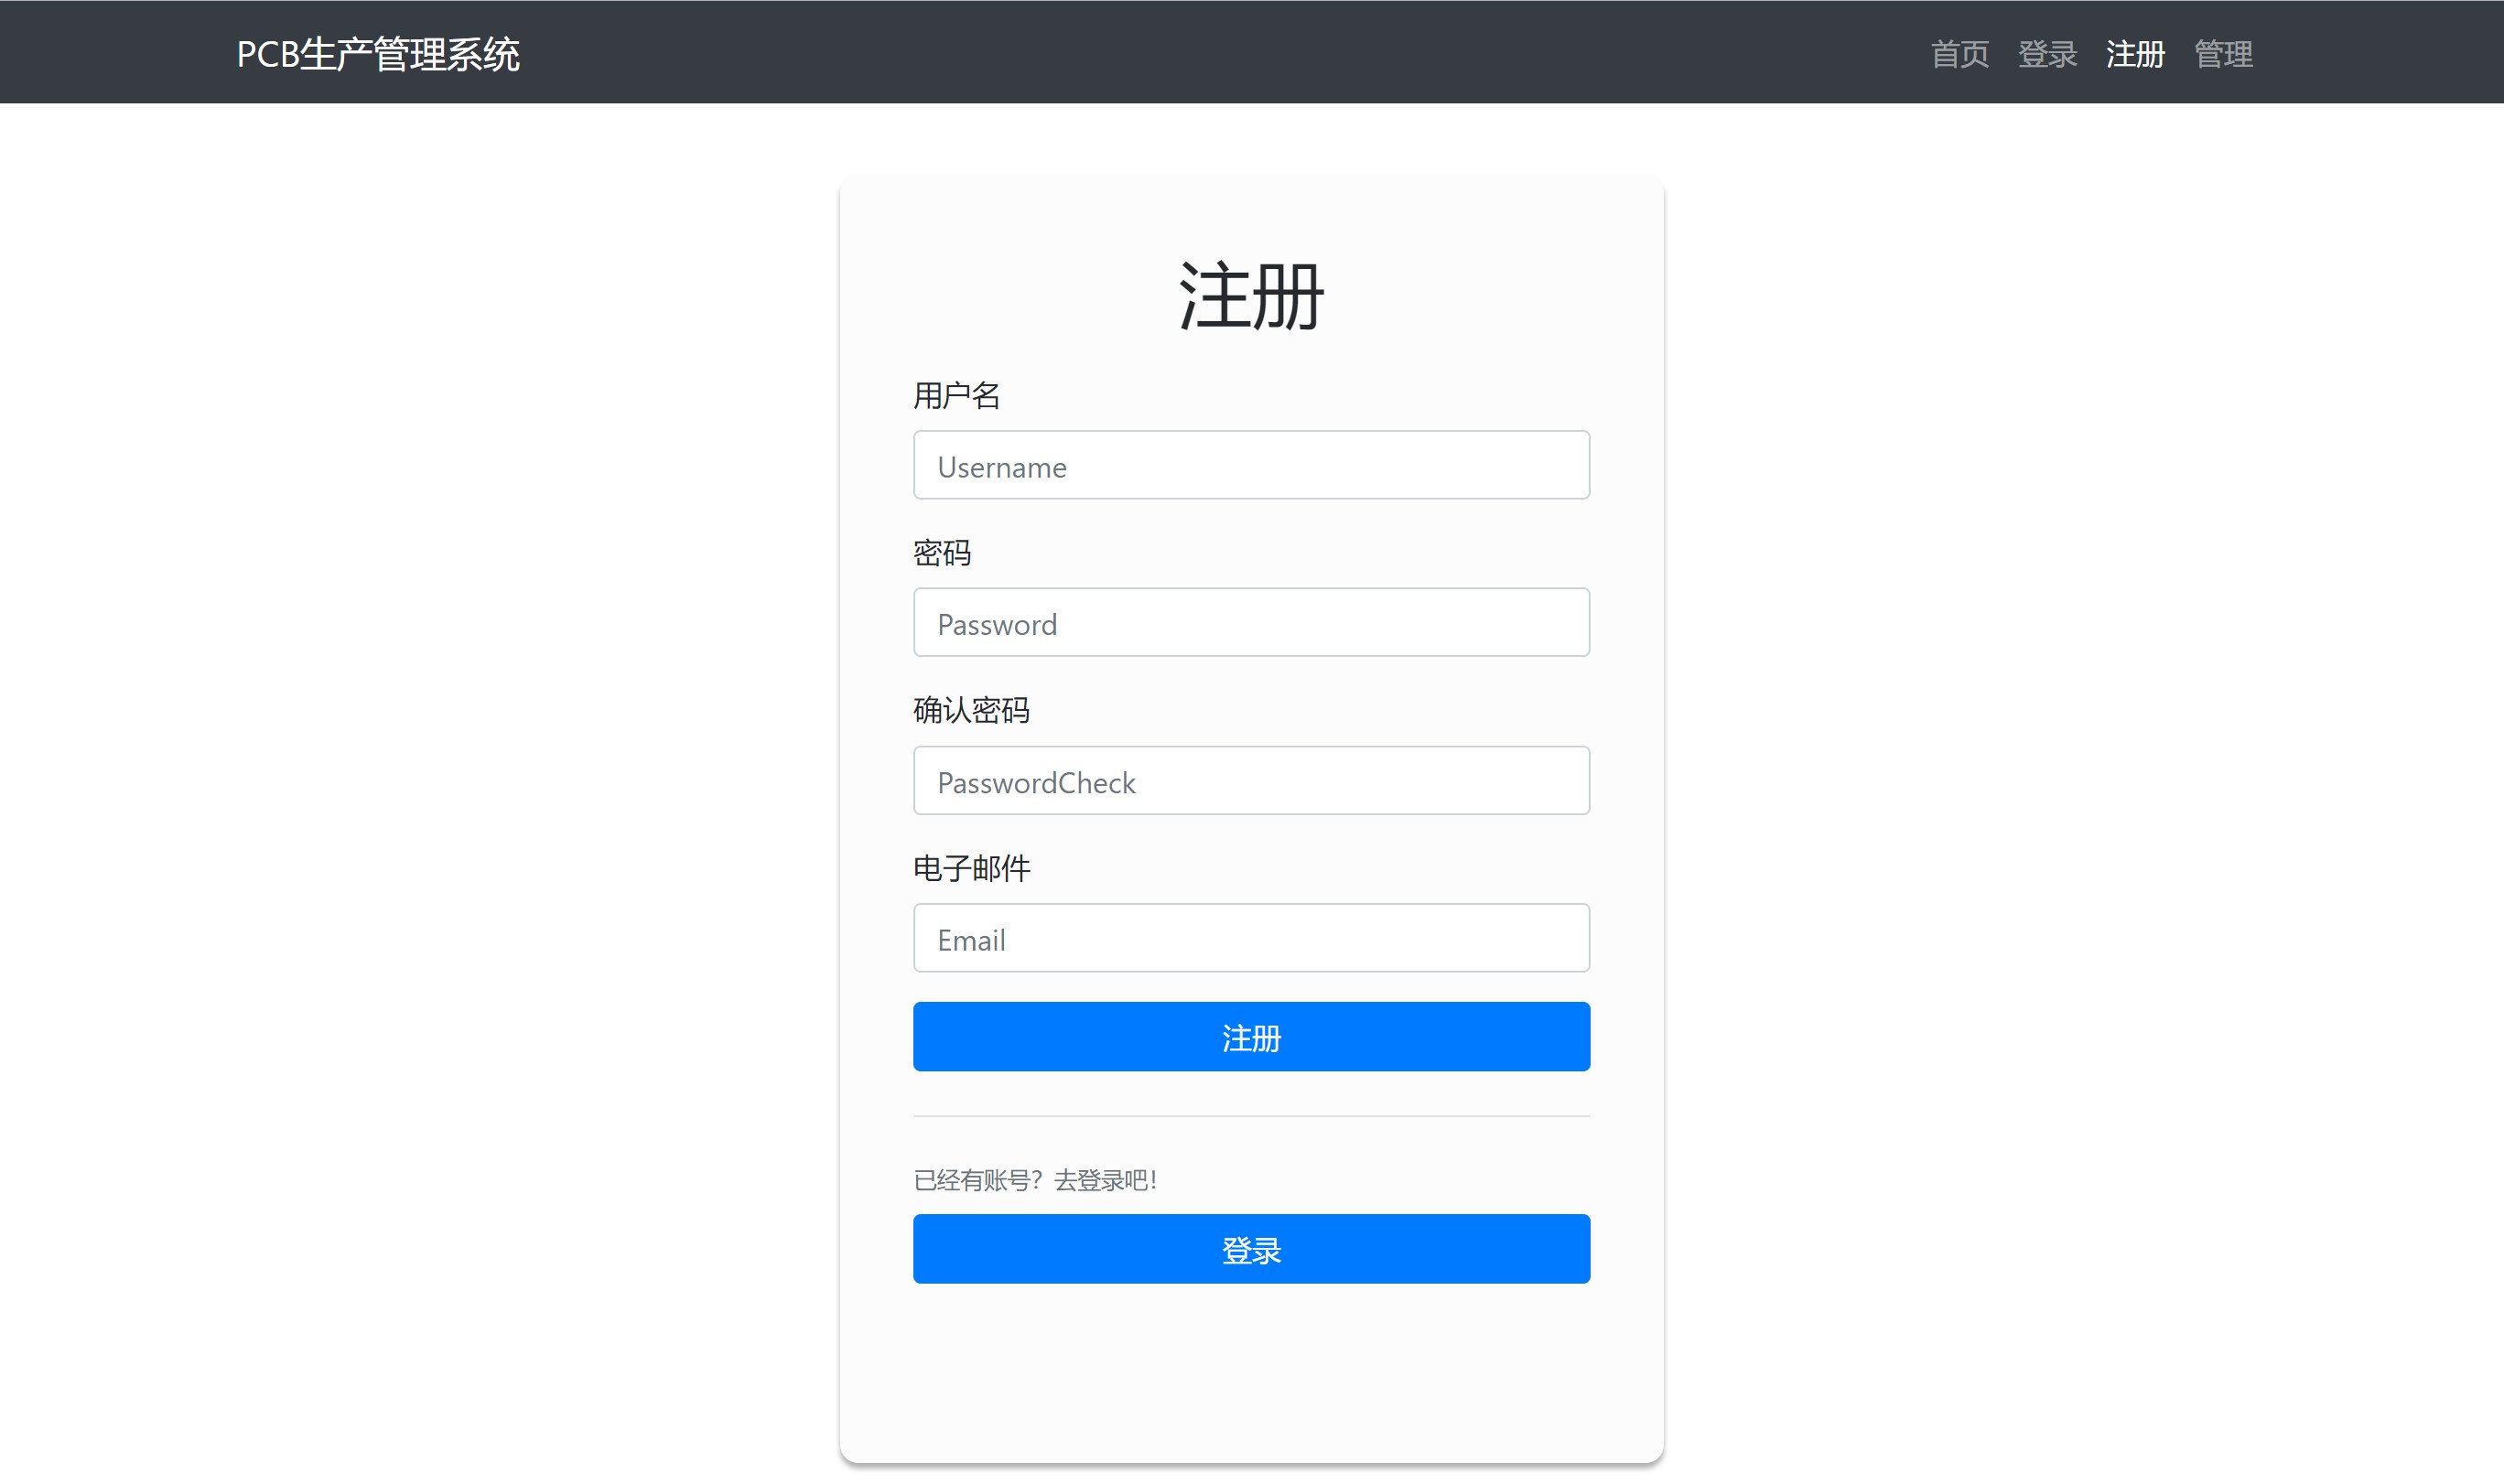 PCB生产管理系统
首页 登录 注册 管理
注册
用户名
Username
密码
Password
确认密码
PasswordCheck
电子邮件
Email
注册
已经有账号？去登录吧！
登录